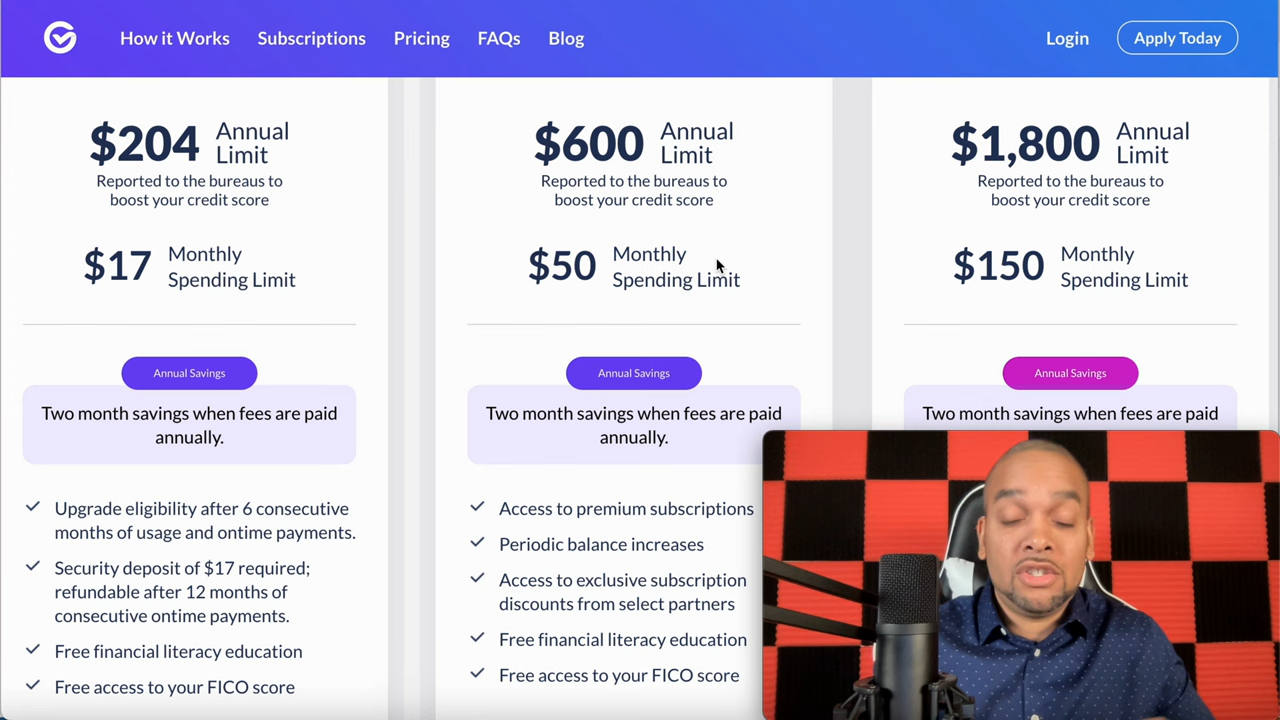 How it Works
Subscriptions
Pricing
FAQs
Blog
Login
Apply Today
$204 Annual
Limit
Reported to the bureaus to
boost your credit score
$17 Monthly
Spending Limit
Annual Savings
Two month savings when fees are paid
annually.
Upgrade eligibility after 6 consecutive
months of usage and ontime payments.
Security deposit of $17 required;
refundable after 12 months of
consecutive ontime payments.
Free financial literacy education
Free access to your FICO score
$600 Annual
Limit
Reported to the bureaus to
boost your credit score
$50 Monthly
Spending Limit
Annual Savings
Two month savings when fees are paid
annually.
Access to premium subscriptions
Periodic balance increases
Access to exclusive subscription
discounts from select partners
Free financial literacy education
Free access to your FICO score
$1,800 Annual
Limit
Reported to the bureaus to
boost your credit score
$150 Monthly
Spending Limit
Annual Savings
Two month savings when fees are paid